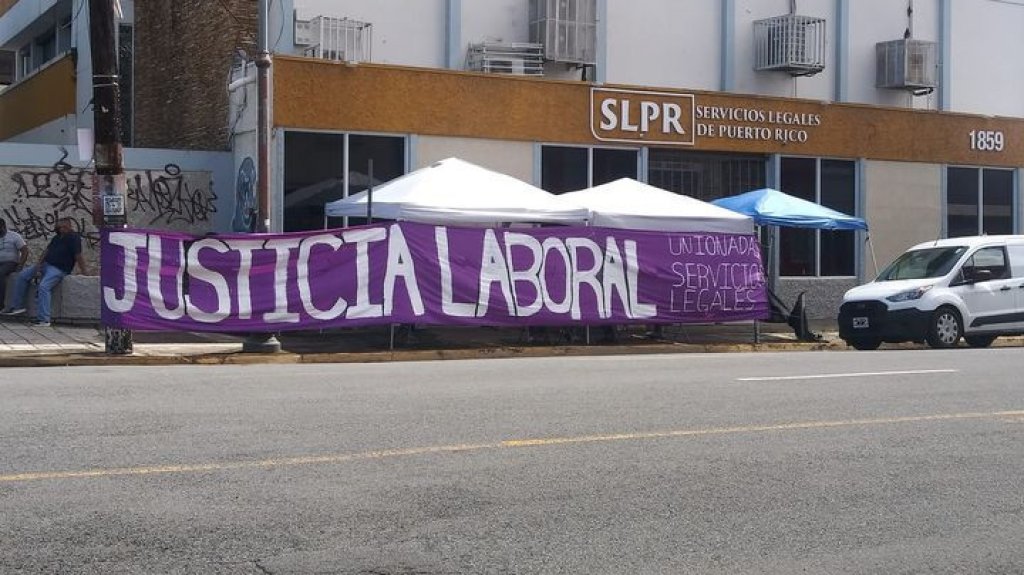 SLPR
SERVICIOS LEGALES
DE PUERTO RICO
1859
JUSTICIA LABORAL
UNIONADAS
SERVICIOS
LEGALES